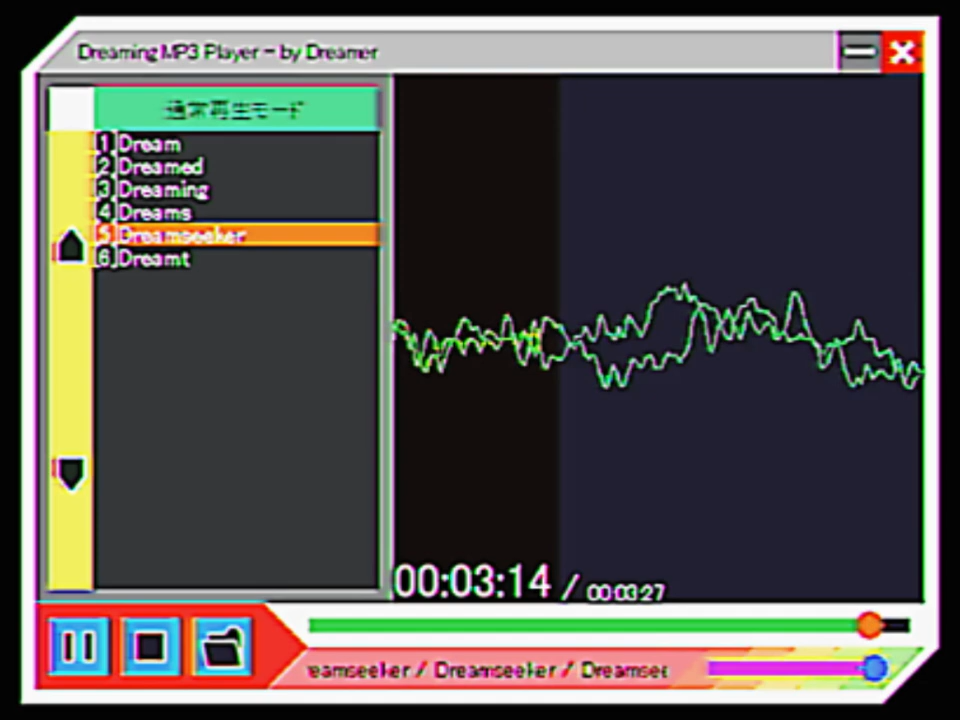 Dreaming MP3 Player - by Dreamer
通常再生モード
[1]Dream
[2]Dreamed
[3]Dreaming
[4]Dreams
[5]Dreamseeker
[6]Dreamt
00:03:14 / 00:03:27
eamseeker / Dreamseeker / Dreamsee